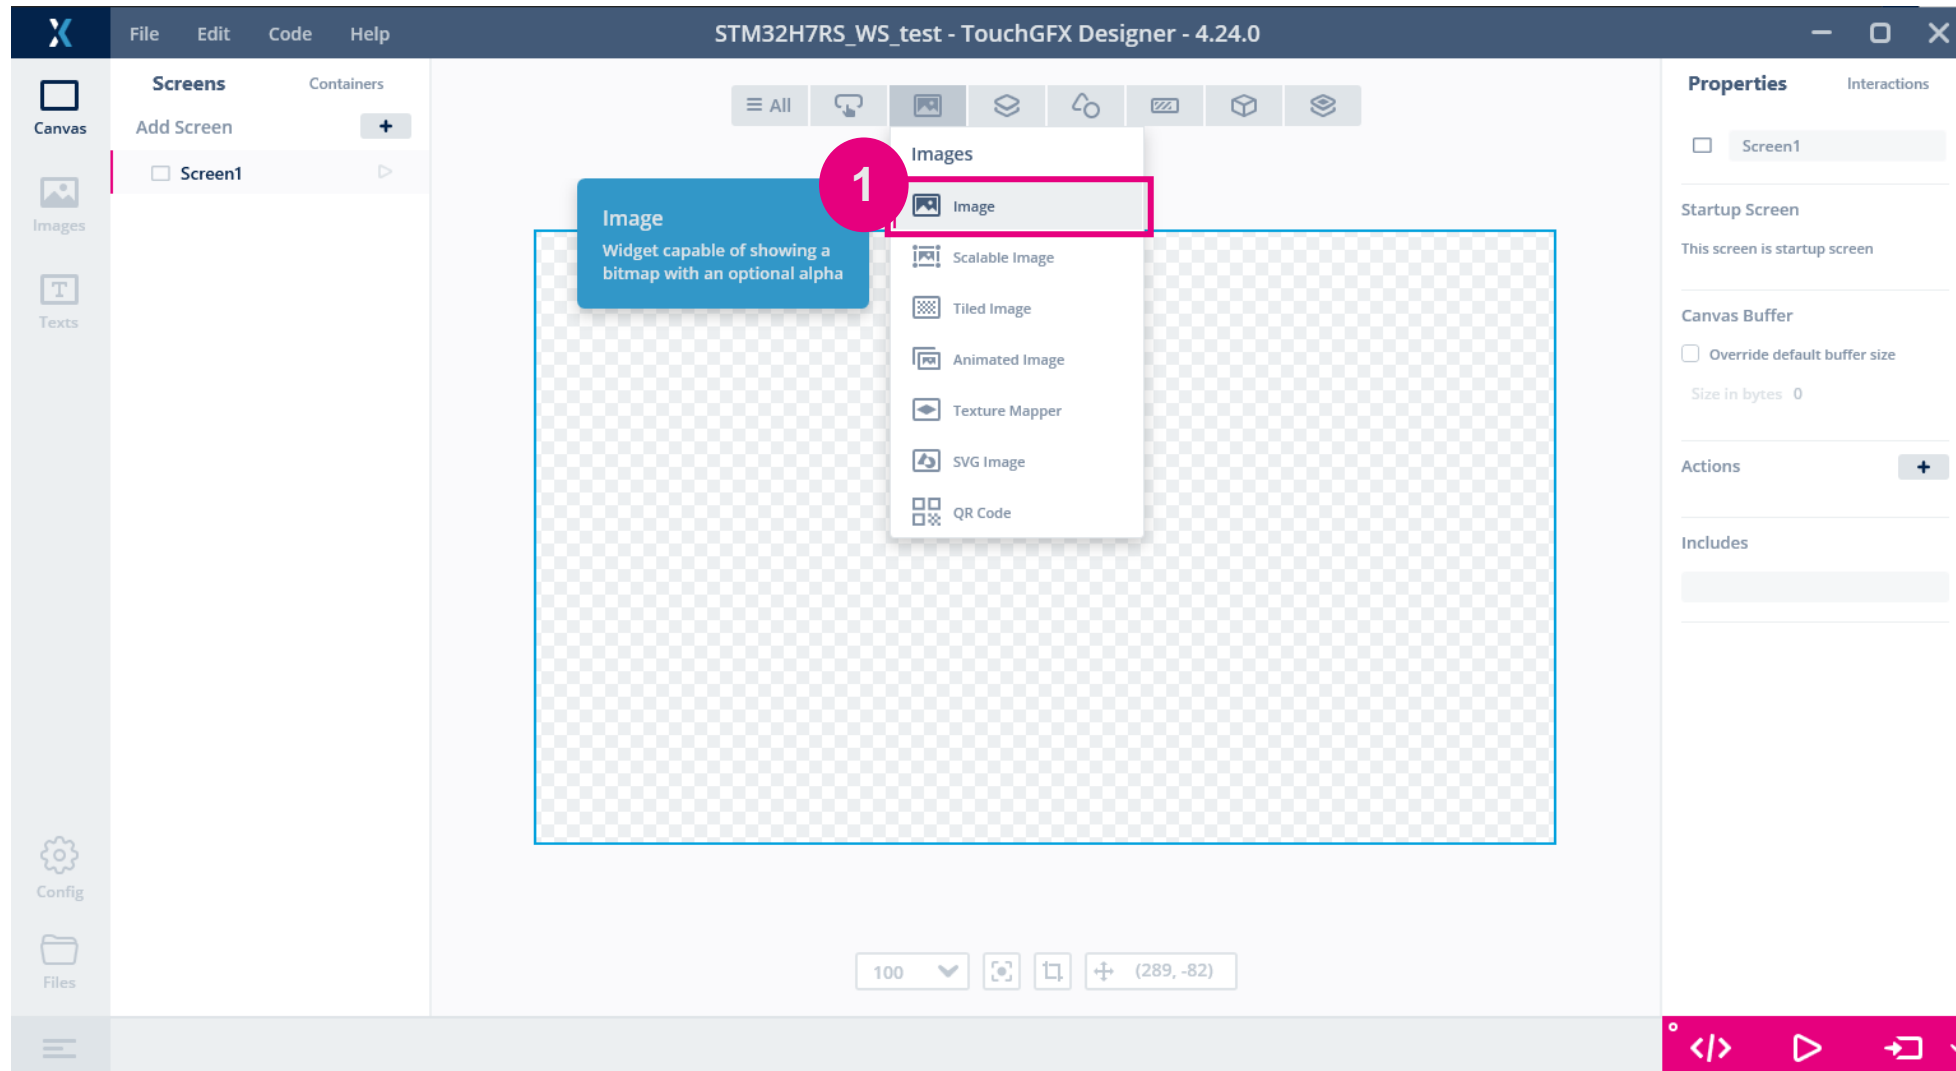 File Edit Code Help
STM32H7RS_WS_test - TouchGFX Designer - 4.24.0
Canvas
Images
Texts
Config
Files
Screens Containers
Add Screen
Screen1
All
Images
Image
Scalable Image
Tiled Image
Animated Image
Texture Mapper
SVG Image
QR Code
1
Image
Widget capable of showing a
bitmap with an optional alpha
100
(289, -82)
Properties Interactions
Screen1
Startup Screen
This screen is startup screen
Canvas Buffer
Override default buffer size
Size in bytes 0
Actions
Includes